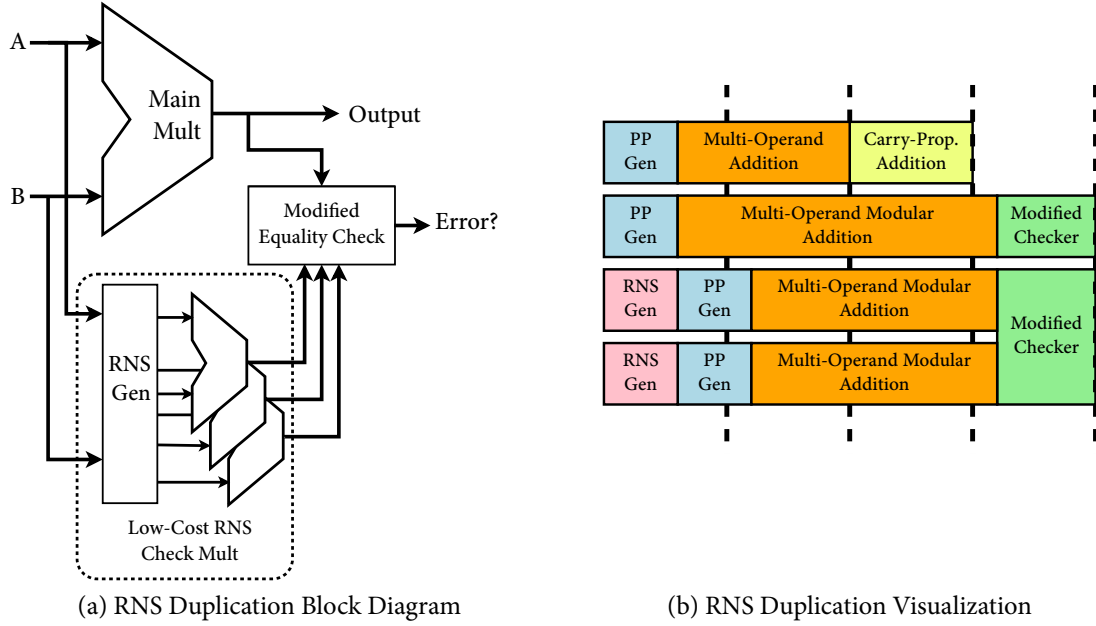 A
Main
Mult
Output
B
Modified
Equality Check
Error?
RNS
Gen
Low-Cost RNS
Check Mult
(a) RNS Duplication Block Diagram
PP
Gen
Multi-Operand
Addition
Carry-Prop.
Addition
PP
Gen
Multi-Operand Modular
Addition
Modified
Checker
RNS
Gen
PP
Gen
Multi-Operand Modular
Addition
Modified
Checker
RNS
Gen
PP
Gen
Multi-Operand Modular
Addition
(b) RNS Duplication Visualization